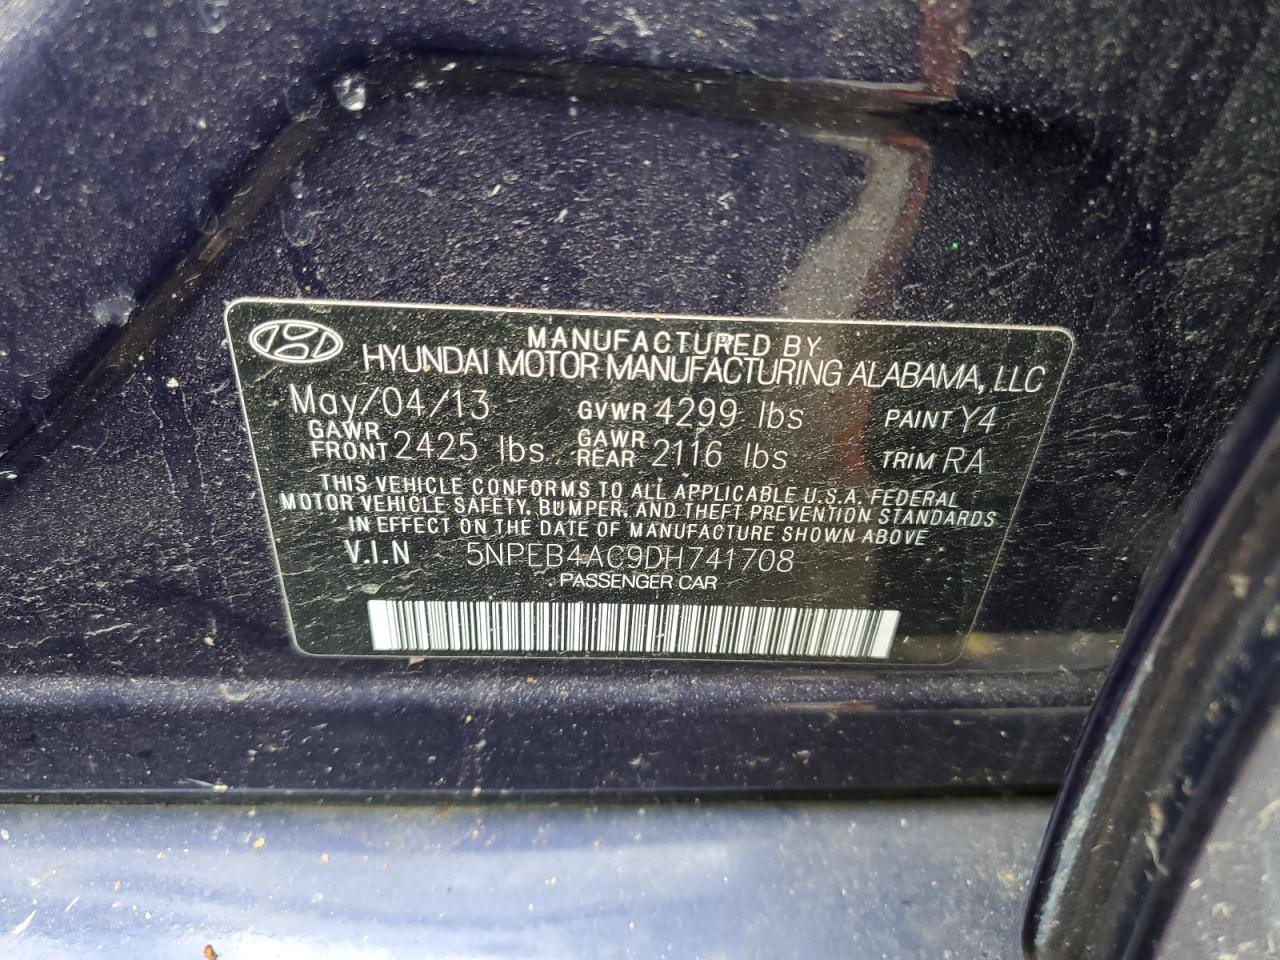 MANUFACTURED BY
HYUNDAI MOTOR MANUFACTURING ALABAMA, LLC
May/04/13 GVWR 4299 lbs PAINT Y4
GAWR FRONT 2425 lbs GAWR REAR 2116 lbs TRIM RA
THIS VEHICLE CONFORMS TO ALL APPLICABLE U.S.A. FEDERAL
MOTOR VEHICLE SAFETY, BUMPER, AND THEFT PREVENTION STANDARDS
IN EFFECT ON THE DATE OF MANUFACTURE SHOWN ABOVE
V.I.N 5NPEB4AC9DH741708
PASSENGER CAR